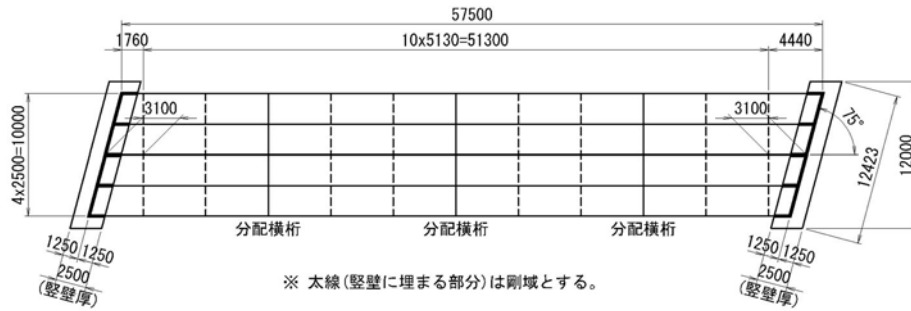 57500
1760
10x5130=51300
4440
3100
3100
75°
4x2500=10000
12423
12000
分配横桁
分配横桁
分配横桁
1250
1250
2500
(竪壁厚)
1250
1250
2500
(竪壁厚)
※ 太線(竪壁に埋まる部分)は剛域とする。